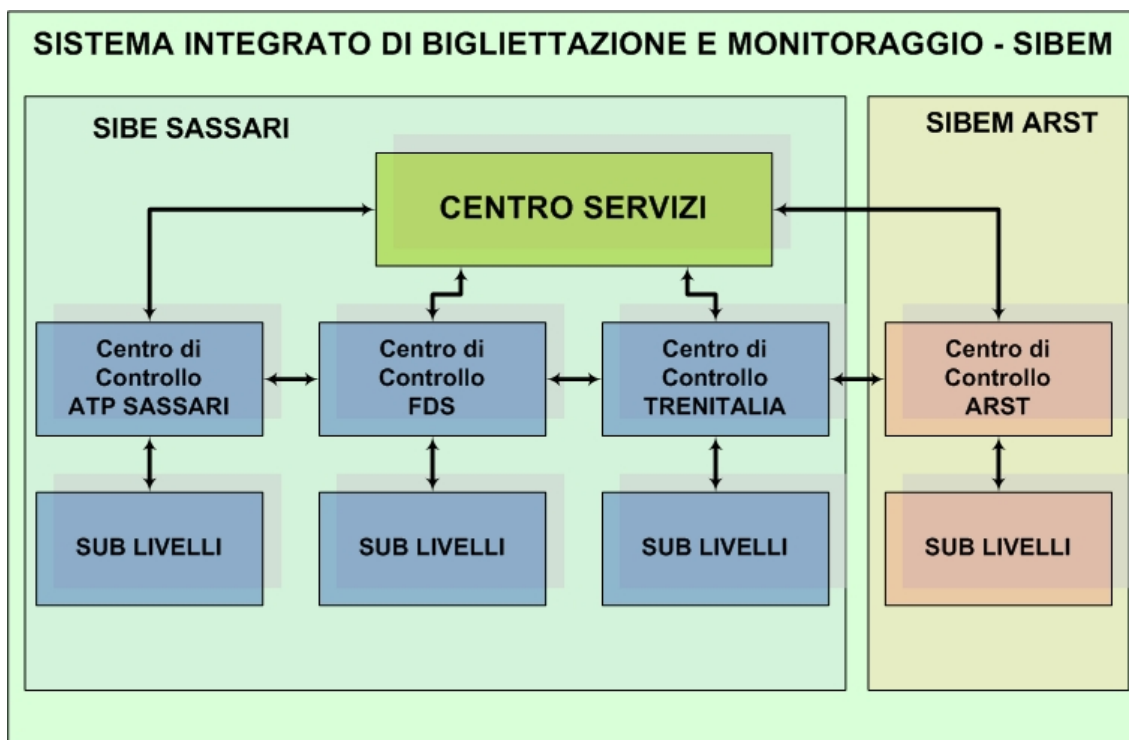 SISTEMA INTEGRATO DI BIGLIETTAZIONE E MONITORAGGIO - SIBEM
SIBE SASSARI
SIBEM ARST
CENTRO SERVIZI
Centro di
Controllo
ATP SASSARI
Centro di
Controllo
FDS
Centro di
Controllo
TRENITALIA
Centro di
Controllo
ARST
SUB LIVELLI
SUB LIVELLI
SUB LIVELLI
SUB LIVELLI